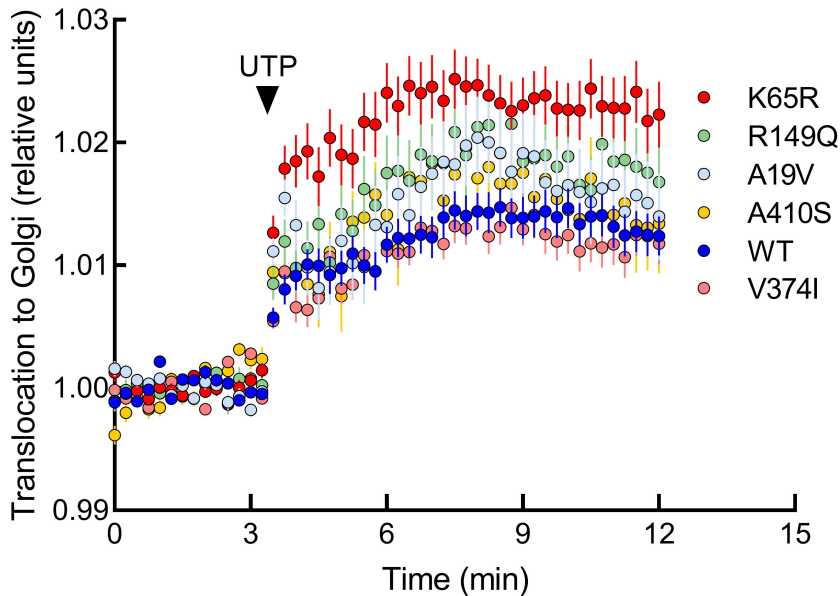 Translocation to Golgi (relative units)
1.03
1.02
1.01
1.00
0.99
UTP
K65R
R149Q
A19V
A410S
WT
V374I
0
3
6
9
12
15
Time (min)